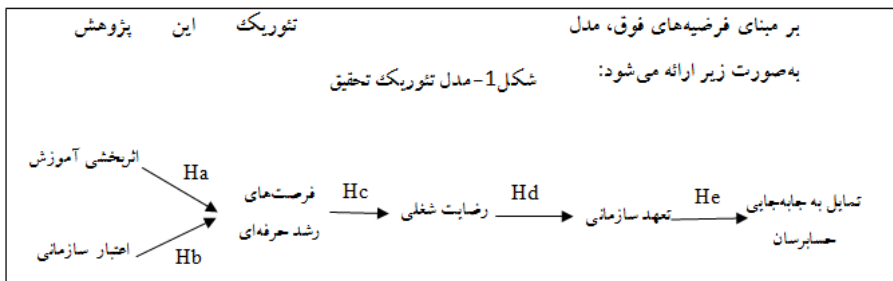 بر مبنای فرضیه‌های فوق، مدل تئوریک این پژوهش
به‌صورت زیر ارائه می‌شود:
شکل1-مدل تئوریک تحقیق
اثربخشی آموزش
Ha
فرصت‌های
رشد حرفه‌ای
Hc
رضایت شغلی
Hd
تعهد سازمانی
He
تمایل به جابه‌جایی
حسابرسان
اعتبار سازمانی
Hb